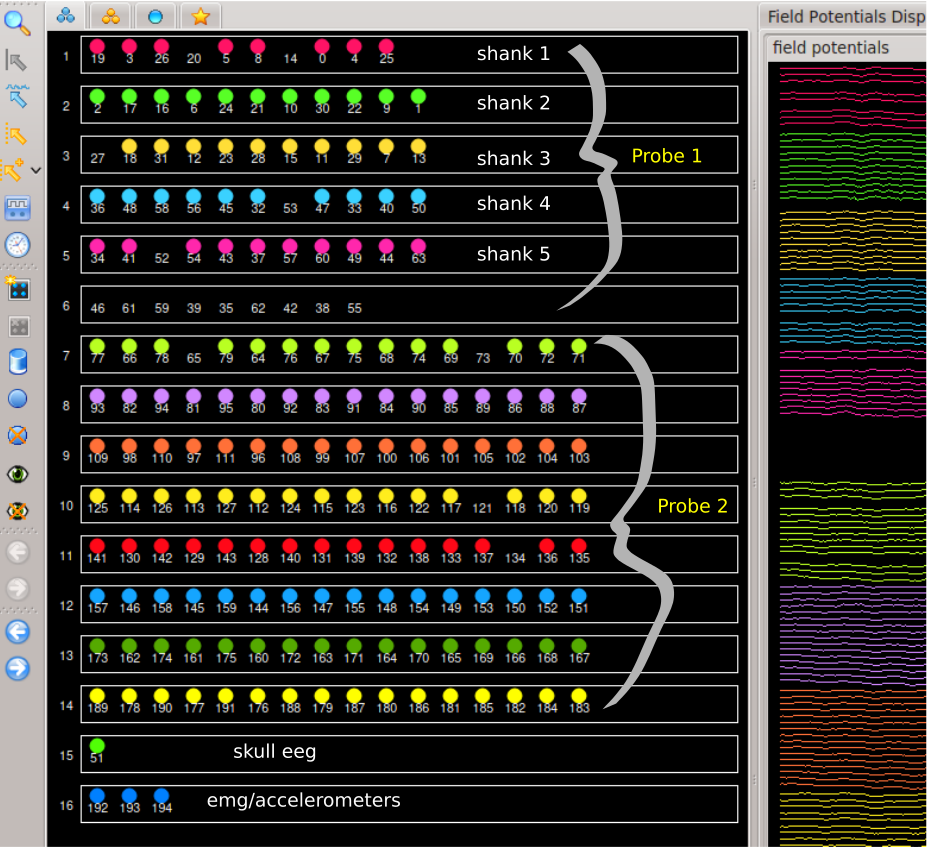 Field Potentials Disp
field potentials
1 19 3 26 20 5 8 14 0 4 25 shank 1
2 2 17 16 6 24 21 10 30 22 9 1 shank 2
3 27 18 31 12 23 28 15 11 29 7 13 shank 3
Probe 1
4 36 48 58 56 45 32 53 47 33 40 50 shank 4
5 34 41 52 54 43 37 57 60 49 44 63 shank 5
6 46 61 59 39 35 62 42 38 55
7 77 66 78 65 79 64 76 67 75 68 74 69 73 70 72 71
8 93 82 94 81 95 80 92 83 91 84 90 85 89 86 88 87
9 109 98 110 97 111 96 108 99 107 100 106 101 105 102 104 103
10 125 114 126 113 127 112 124 115 123 116 122 117 121 118 120 119
Probe 2
11 141 130 142 129 143 128 140 131 139 132 138 133 137 134 136 135
12 157 146 158 145 159 144 156 147 155 148 154 149 153 150 152 151
13 173 162 174 161 175 160 172 163 171 164 170 165 169 166 168 167
14 189 178 190 177 191 176 188 179 187 180 186 181 185 182 184 183
15 51 skull eeg
16 192 193 194 emg/accelerometers